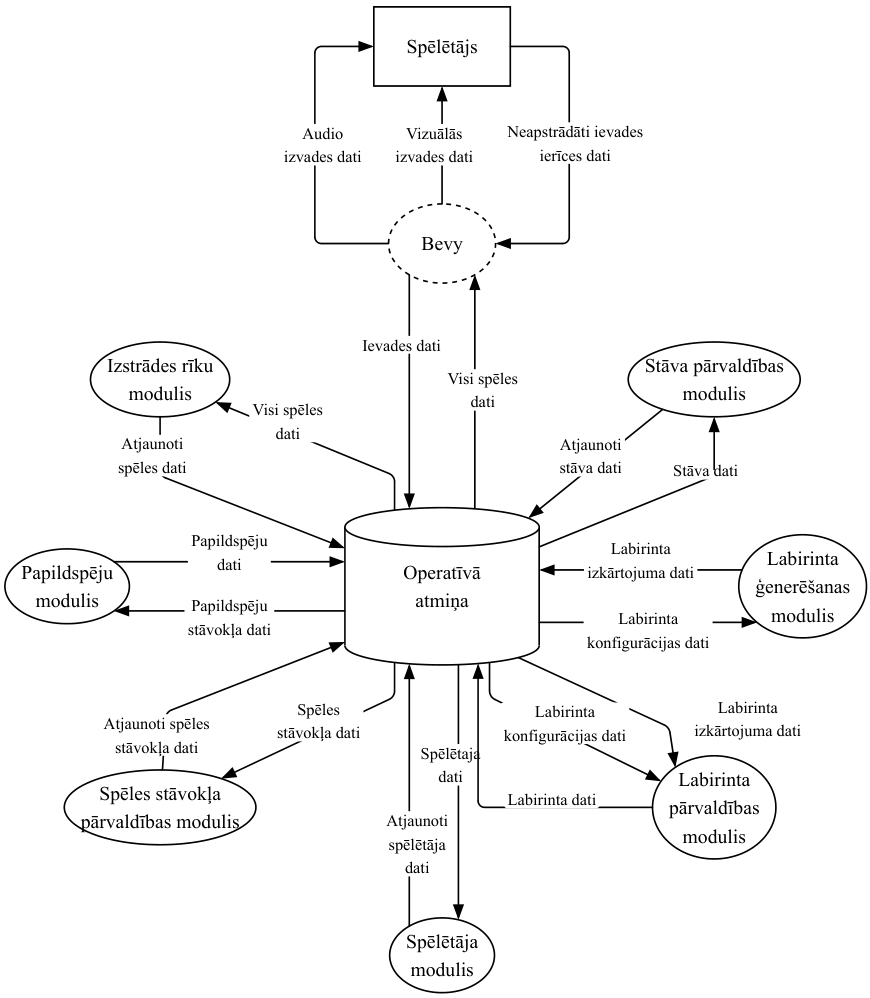 Spēlētājs
Audio
izvades dati
Vizuālās
izvades dati
Neapstrādāti ievades
ierīces dati
Bevy
Ievades dati
Visi spēles
dati
Izstrādes rīku
modulis
Visi spēles
dati
Atjaunoti
spēles dati
Stāva pārvaldības
modulis
Atjaunoti
stāva dati
Stāva dati
Operatīvā
atmiņa
Papildspēju
modulis
Papildspēju
dati
Papildspēju
stāvokļa dati
Labirinta
izkārtojuma dati
Labirinta
konfigurācijas dati
Labirinta
ģenerēšanas
modulis
Atjaunoti spēles
stāvokļa dati
Spēles
stāvokļa dati
Spēles stāvokļa
pārvaldības modulis
Spēlētaja
dati
Atjaunoti
spēlētāja
dati
Spēlētāja
modulis
Labirinta
konfigurācijas dati
Labirinta
izkārtojuma dati
Labirinta dati
Labirinta
pārvaldības
modulis